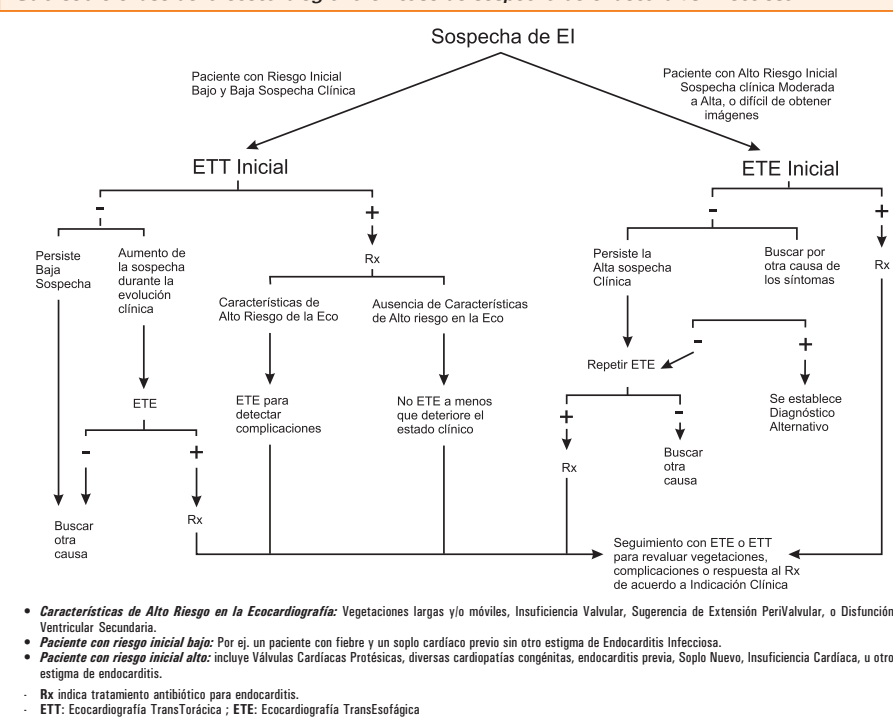 Sospecha de EI
Paciente con Riesgo Inicial
Bajo y Baja Sospecha Clínica
Paciente con Alto Riesgo Inicial
Sospecha clínica Moderada
a Alta, o difícil de obtener
imágenes
ETT Inicial
ETE Inicial
-
+
-
+
Persiste
Baja
Sospecha
Aumento de
la sospecha
durante la
evolución
clínica
Rx
Características de
Alto Riesgo de la Eco
Ausencia de Características
de Alto riesgo en la Eco
Persiste la
Alta sospecha
Clínica
Buscar por
otra causa de
los síntomas
Rx
-
+
Repetir ETE
ETE
ETE para
detectar
complicaciones
No ETE a menos
que deteriore el
estado clínico
Se establece
Diagnóstico
Alternativo
-
+
+
-
Buscar
otra
causa
Rx
Rx
Buscar
otra
causa
Seguimiento con ETE o ETT
para revaluar vegetaciones,
complicaciones o respuesta al Rx
de acuerdo a Indicación Clínica
• Características de Alto Riesgo en la Ecocardiografía: Vegetaciones largas y/o móviles, Insuficiencia Valvular, Sugerencia de Extensión PeriValvular, o Disfunción
Ventricular Secundaria.
• Paciente con riesgo inicial bajo: Por ej. un paciente con fiebre y un soplo cardíaco previo sin otro estigma de Endocarditis Infecciosa.
• Paciente con riesgo inicial alto: incluye Válvulas Cardíacas Protésicas, diversas cardiopatías congénitas, endocarditis previa, Soplo Nuevo, Insuficiencia Cardíaca, u otro
estigma de endocarditis.
- Rx indica tratamiento antibiótico para endocarditis.
- ETT: Ecocardiografía TransTorácica ; ETE: Ecocardiografía TransEsofágica